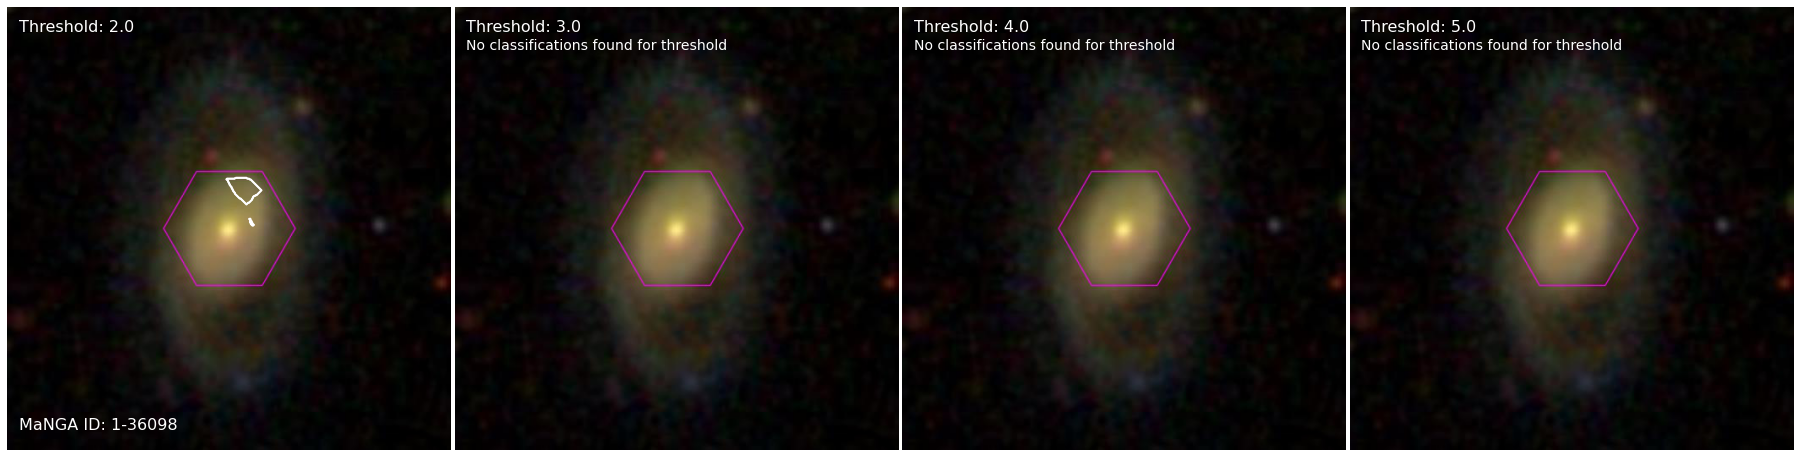 Threshold: 2.0
MaNGA ID: 1-36098
Threshold: 3.0
No classifications found for threshold
Threshold: 4.0
No classifications found for threshold
Threshold: 5.0
No classifications found for threshold